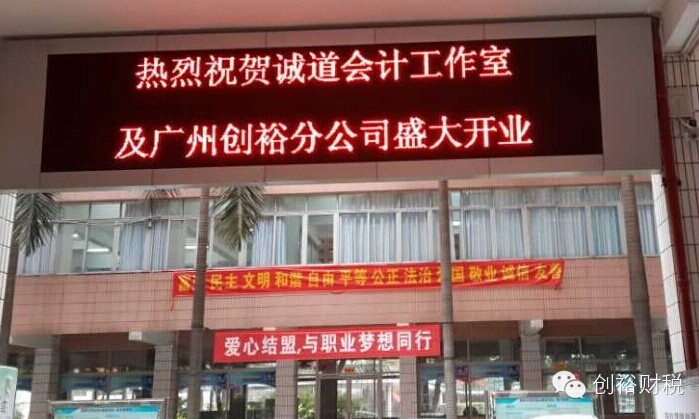 热烈祝贺诚道会计工作室
及广州创裕分公司盛大开业
民主 文明 和谐 自由 平等 公正 法治 国 敬业 诚信 友善
爱心结盟,与职业梦想同行
创裕财税